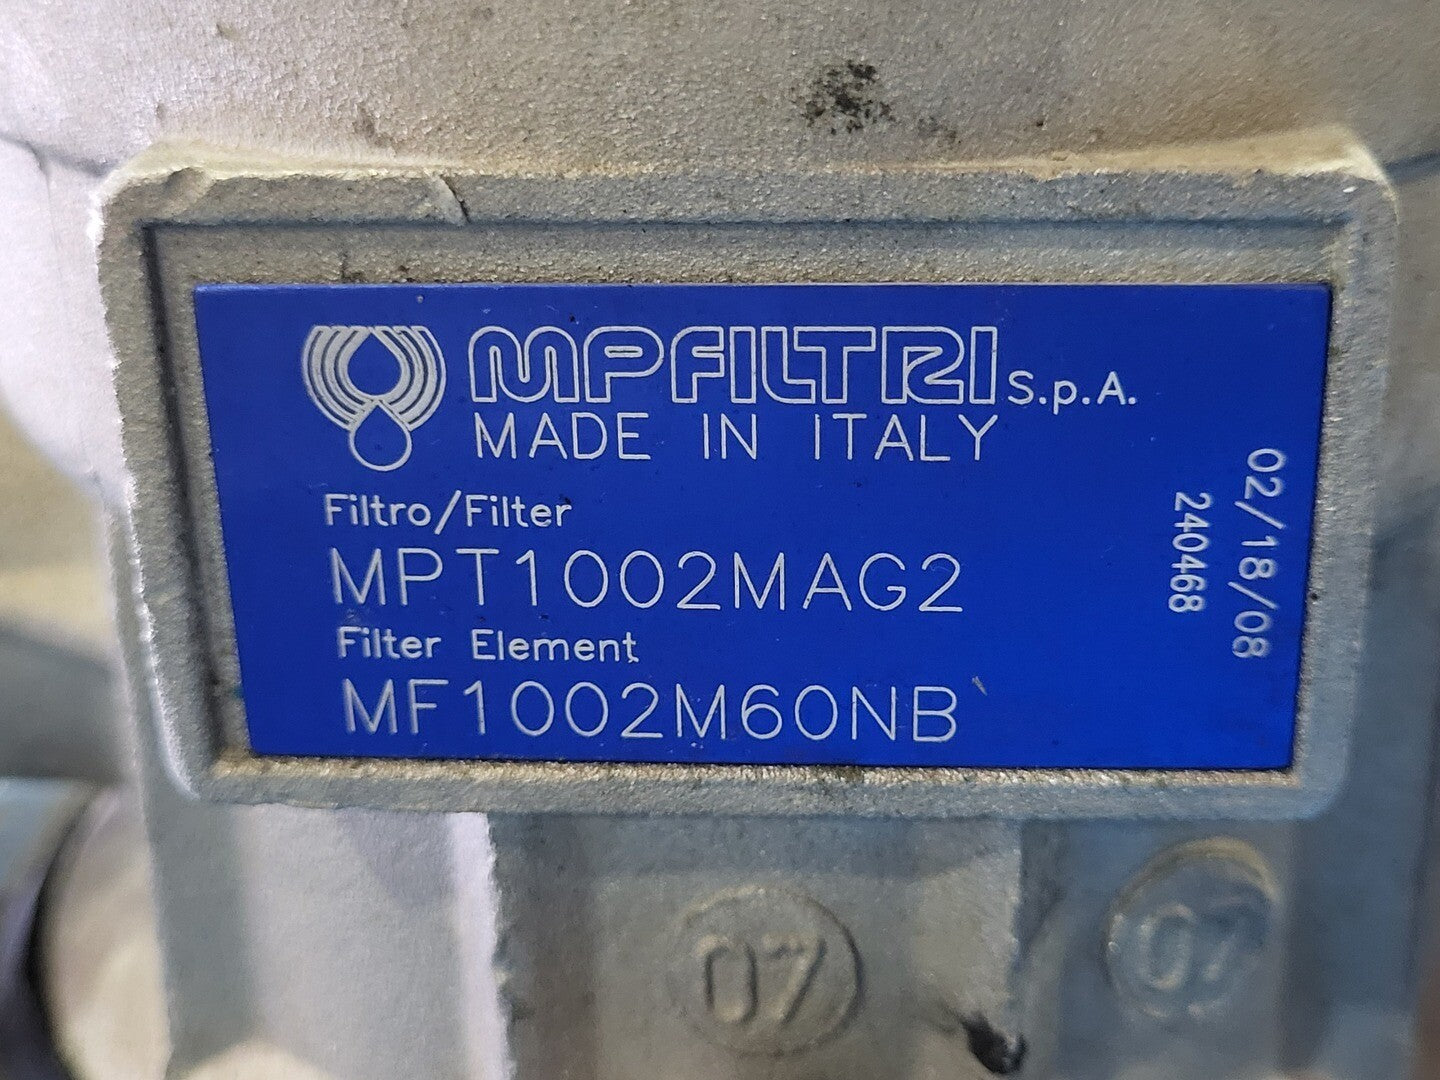 MPFILTRI S.p.A.
MADE IN ITALY
Filtro/Filter
MPT1002MAG2
Filter Element
MF1002M60NB
02/18/08
240468
07
07